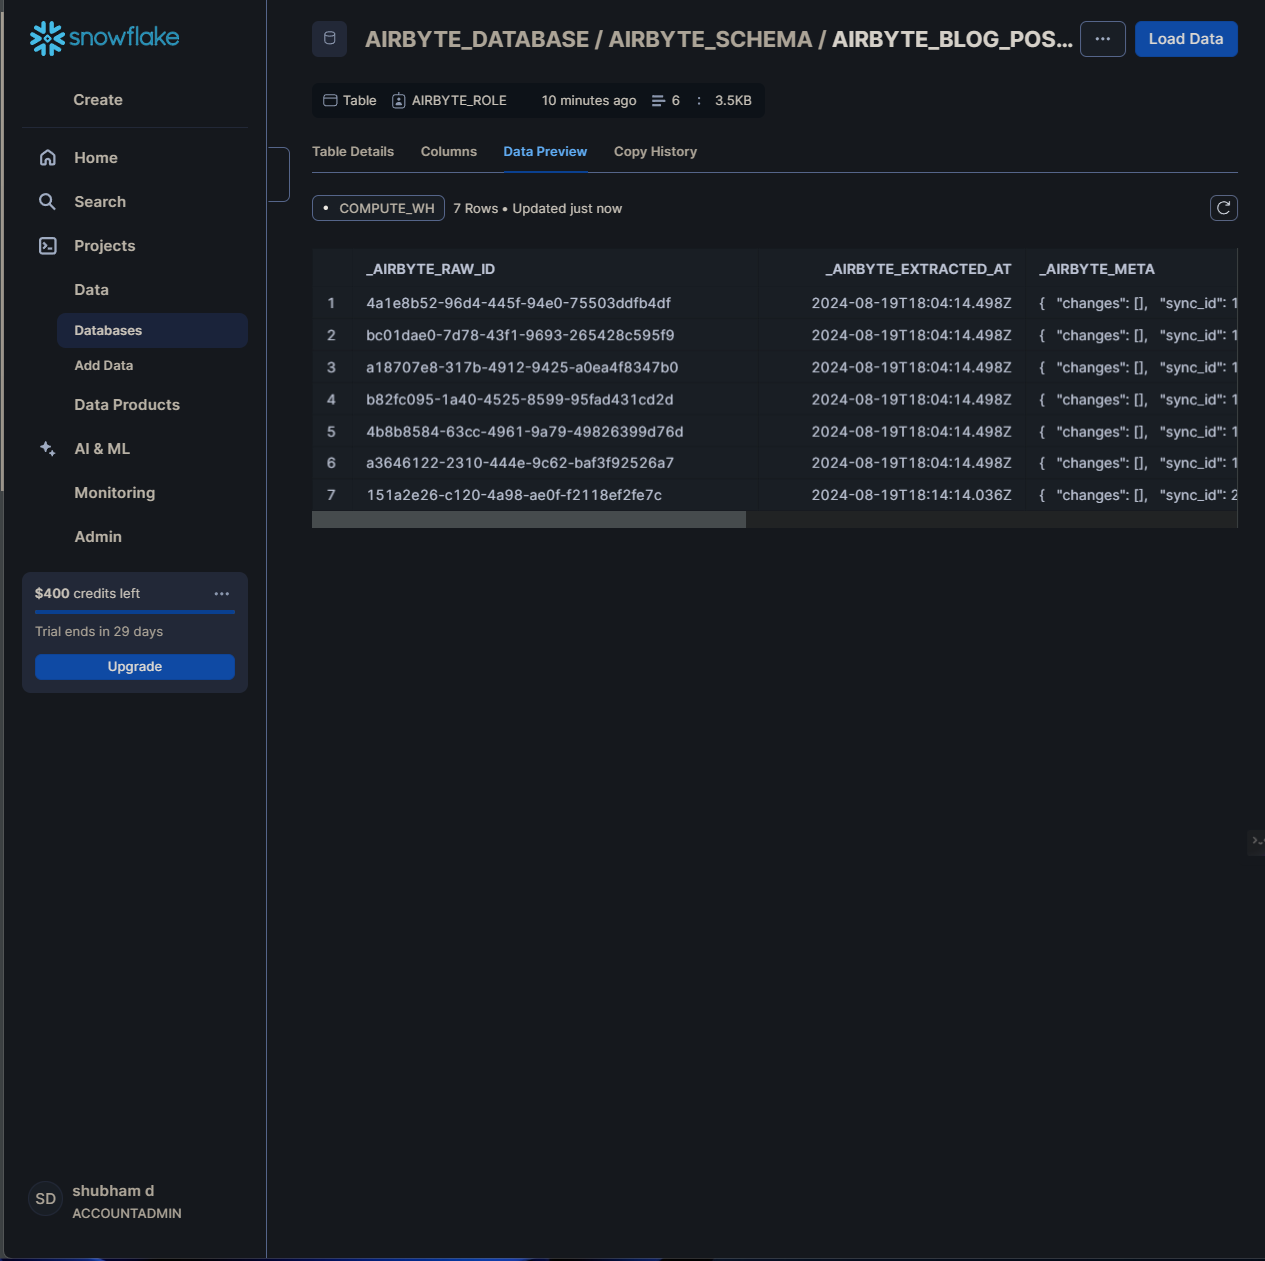 snowflake
Create
Home
Search
Projects
Data
Databases
Add Data
Data Products
AI & ML
Monitoring
Admin
$400 credits left ...
Trial ends in 29 days
Upgrade
SD
shubham d
ACCOUNTADMIN
AIRBYTE_DATABASE / AIRBYTE_SCHEMA / AIRBYTE_BLOG_POS... ... Load Data
Table AIRBYTE_ROLE 10 minutes ago 6 : 3.5KB
Table Details Columns Data Preview Copy History
• COMPUTE_WH 7 Rows • Updated just now
_AIRBYTE_RAW_ID _AIRBYTE_EXTRACTED_AT _AIRBYTE_META
1 4a1e8b52-96d4-445f-94e0-75503ddfb4df 2024-08-19T18:04:14.498Z { "changes": [], "sync_id": 1
2 bc01dae0-7d78-43f1-9693-265428c595f9 2024-08-19T18:04:14.498Z { "changes": [], "sync_id": 1
3 a18707e8-317b-4912-9425-a0ea4f8347b0 2024-08-19T18:04:14.498Z { "changes": [], "sync_id": 1
4 b82fc095-1a40-4525-8599-95fad431cd2d 2024-08-19T18:04:14.498Z { "changes": [], "sync_id": 1
5 4b8b8584-63cc-4961-9a79-49826399d76d 2024-08-19T18:04:14.498Z { "changes": [], "sync_id": 1
6 a3646122-2310-444e-9c62-baf3f92526a7 2024-08-19T18:04:14.498Z { "changes": [], "sync_id": 1
7 151a2e26-c120-4a98-ae0f-f2118ef2fe7c 2024-08-19T18:14:14.036Z { "changes": [], "sync_id": 2